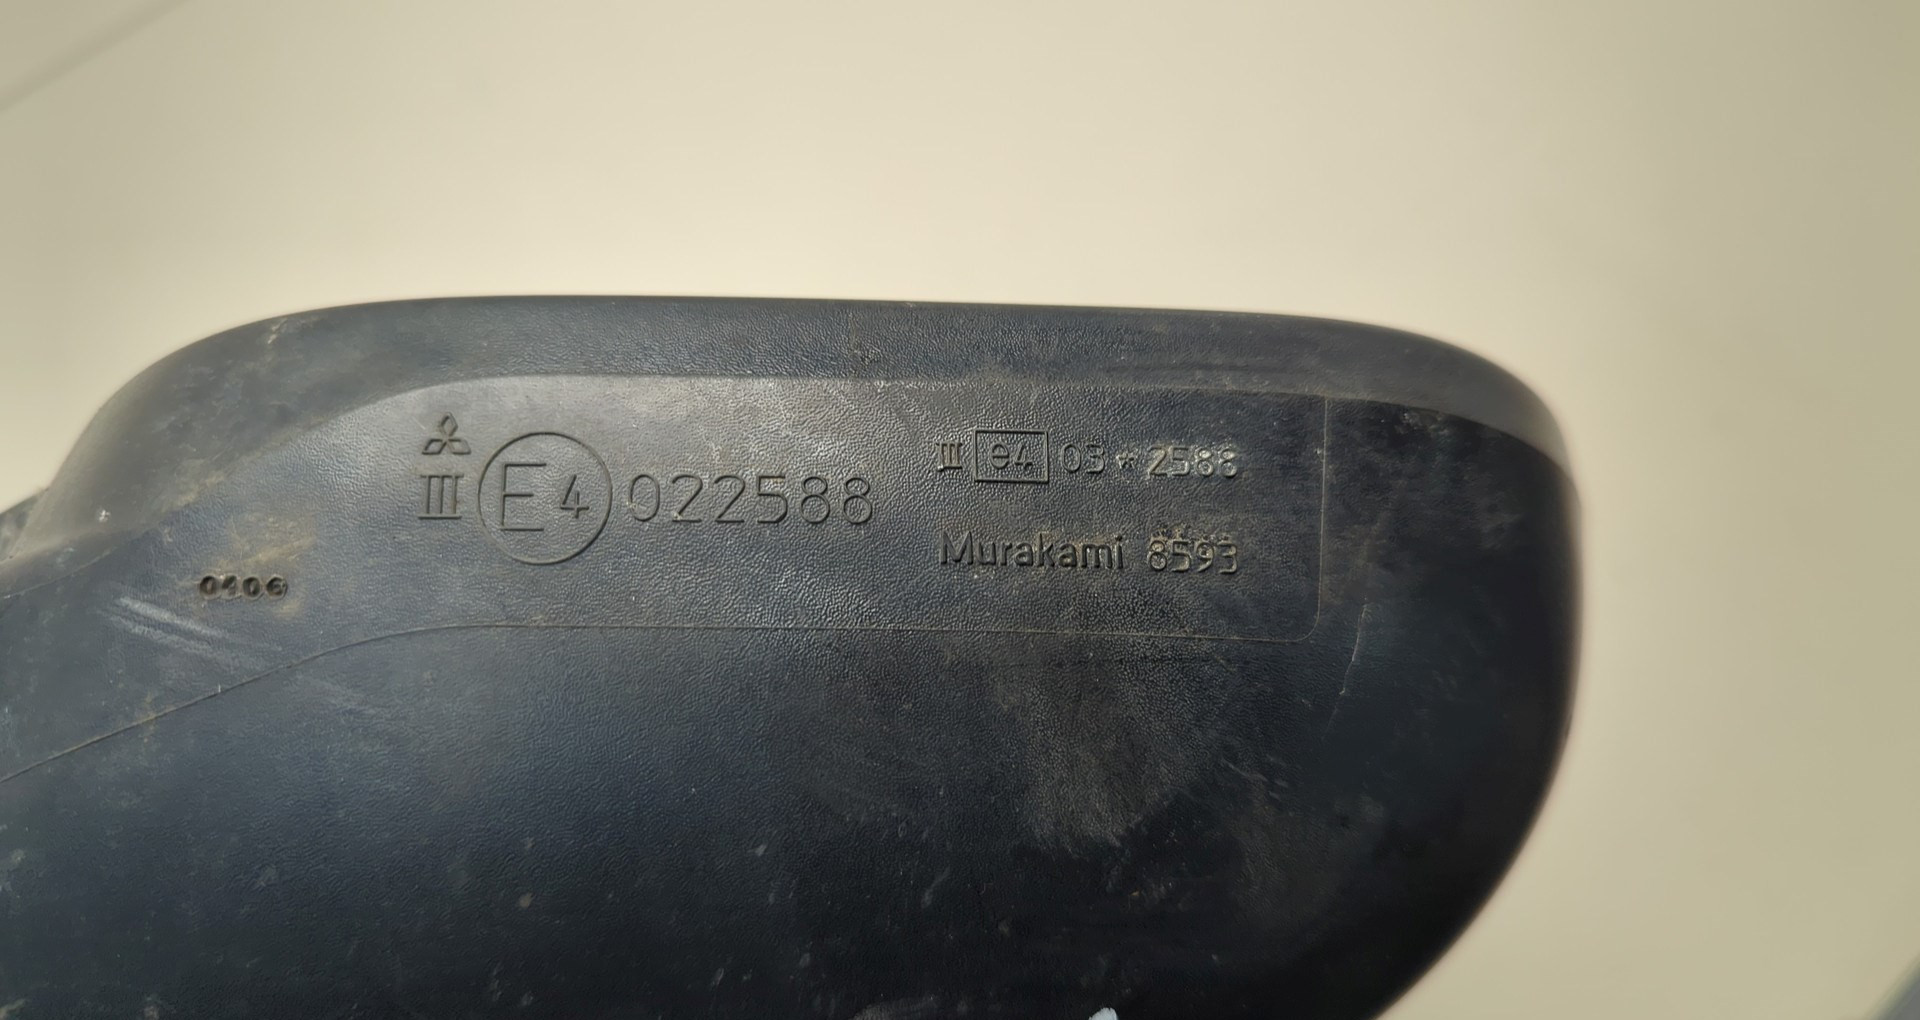 III E4 022588
III e4 03*2588
Murakami 8593
0406